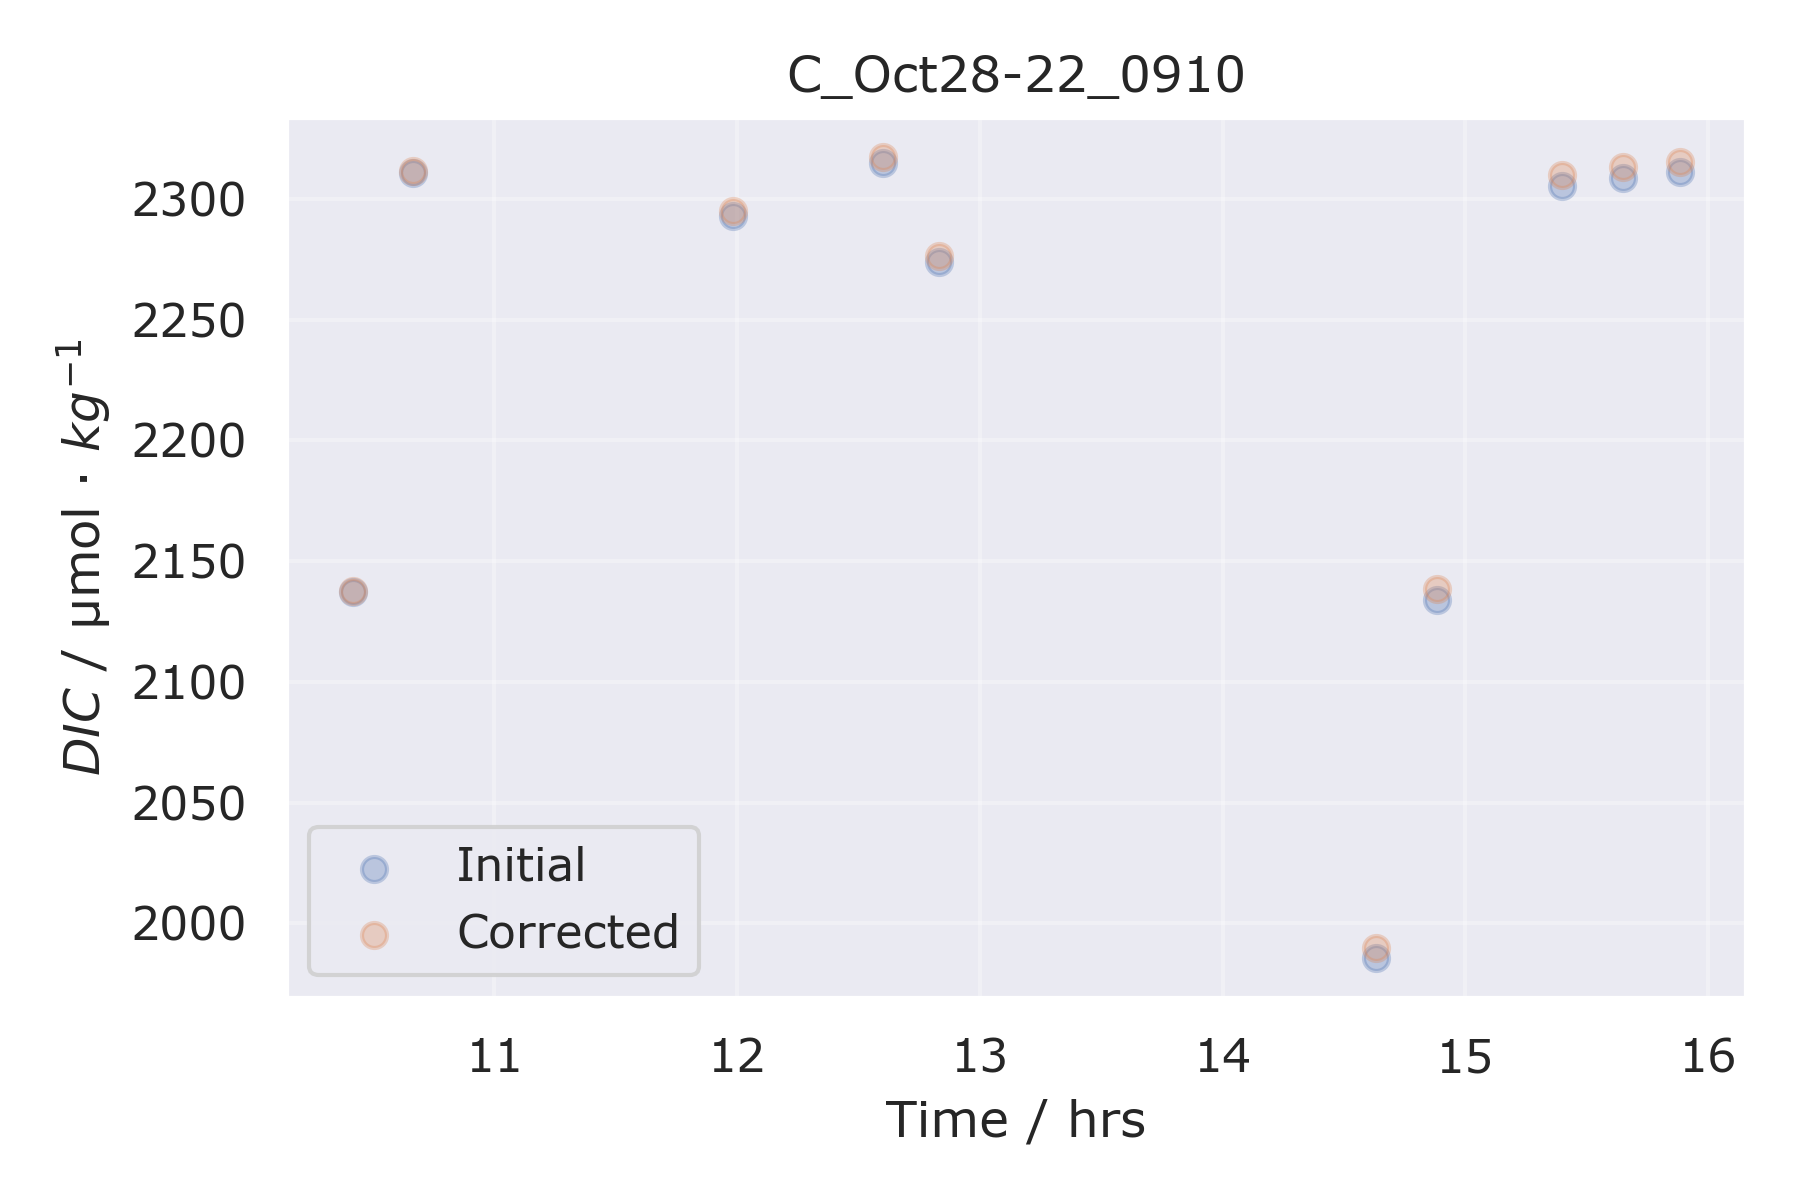 C_Oct28-22_0910
DIC / µmol · kg⁻¹
2300
2250
2200
2150
2100
2050
2000
Initial
Corrected
11 12 13 14 15 16
Time / hrs